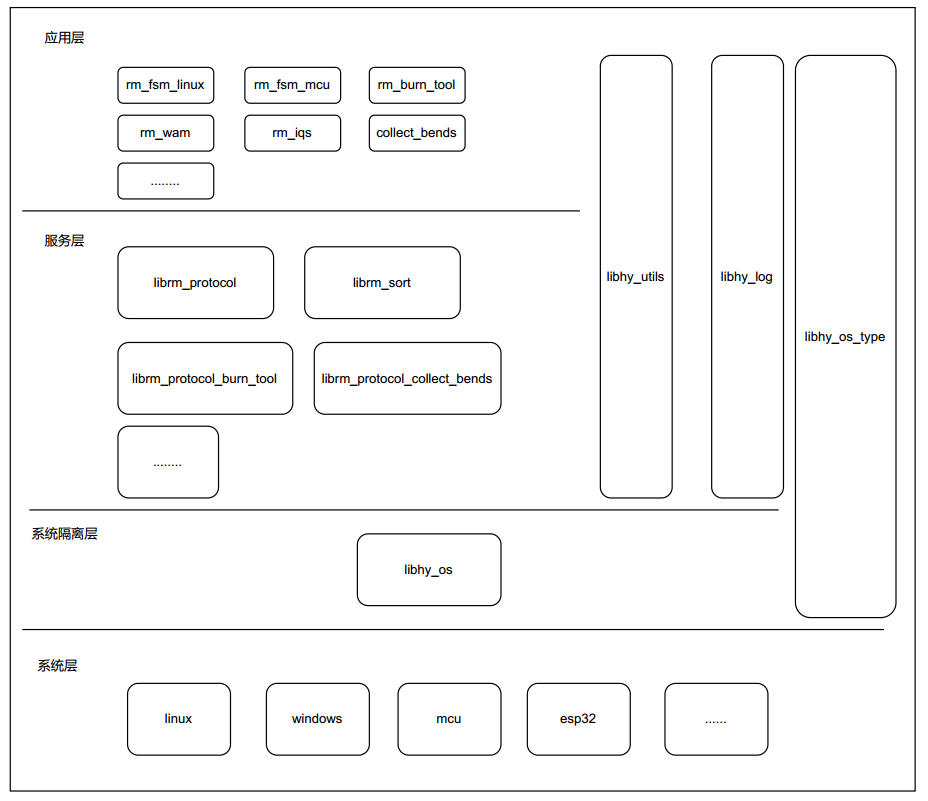 应用层
rm_fsm_linux
rm_fsm_mcu
rm_burn_tool
rm_wam
rm_iqs
collect_bends
........
服务层
librm_protocol
librm_sort
librm_protocol_burn_tool
librm_protocol_collect_bends
........
libhy_utils
libhy_log
libhy_os_type
系统隔离层
libhy_os
系统层
linux
windows
mcu
esp32
......